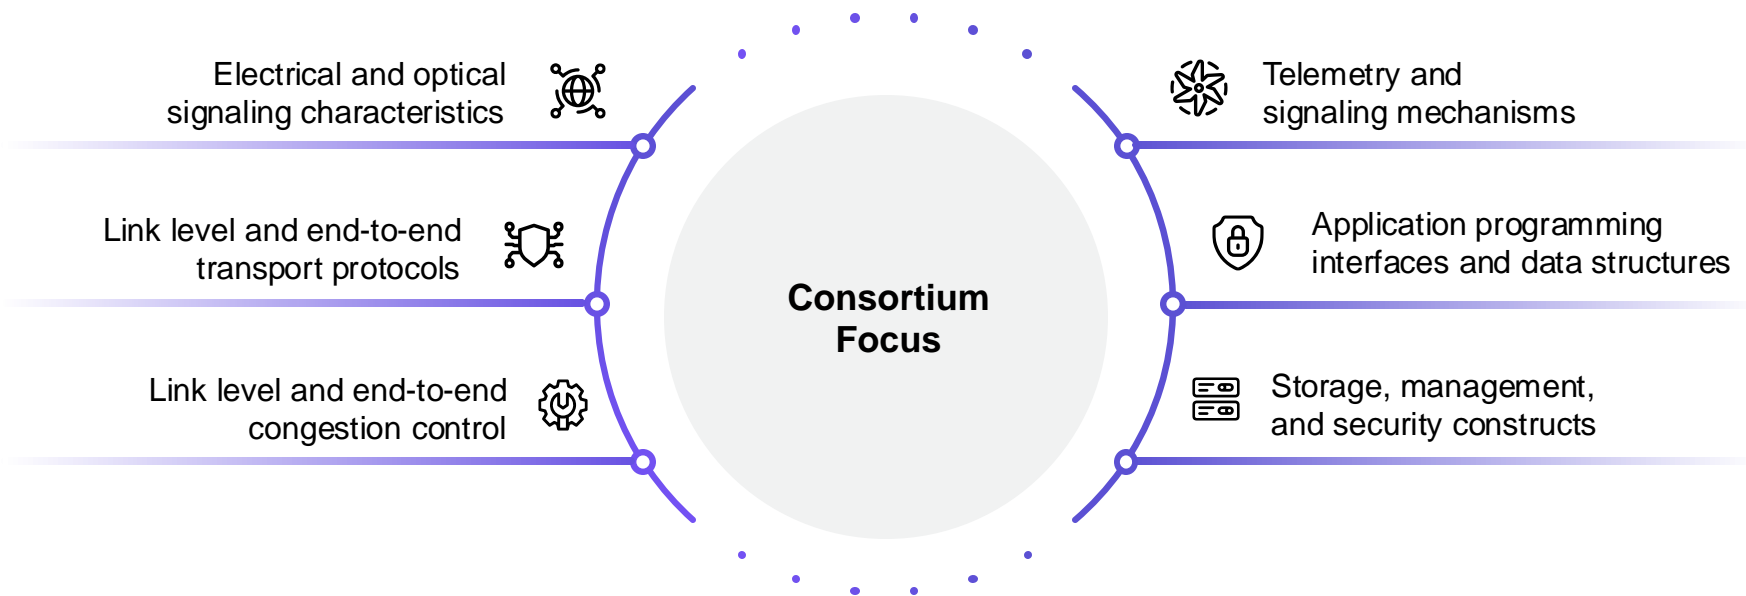 Electrical and optical
signaling characteristics
Link level and end-to-end
transport protocols
Link level and end-to-end
congestion control
Consortium
Focus
Telemetry and
signaling mechanisms
Application programming
interfaces and data structures
Storage, management,
and security constructs